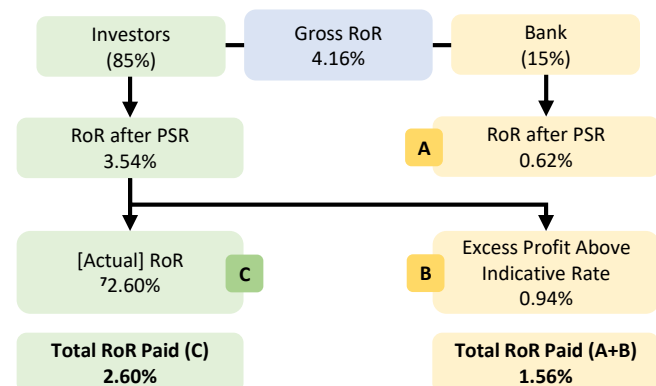 Investors
(85%)
Gross RoR
4.16%
Bank
(15%)
RoR after PSR
3.54%
A
RoR after PSR
0.62%
[Actual] RoR
⁷2.60%
C
B
Excess Profit Above
Indicative Rate
0.94%
Total RoR Paid (C)
2.60%
Total RoR Paid (A+B)
1.56%